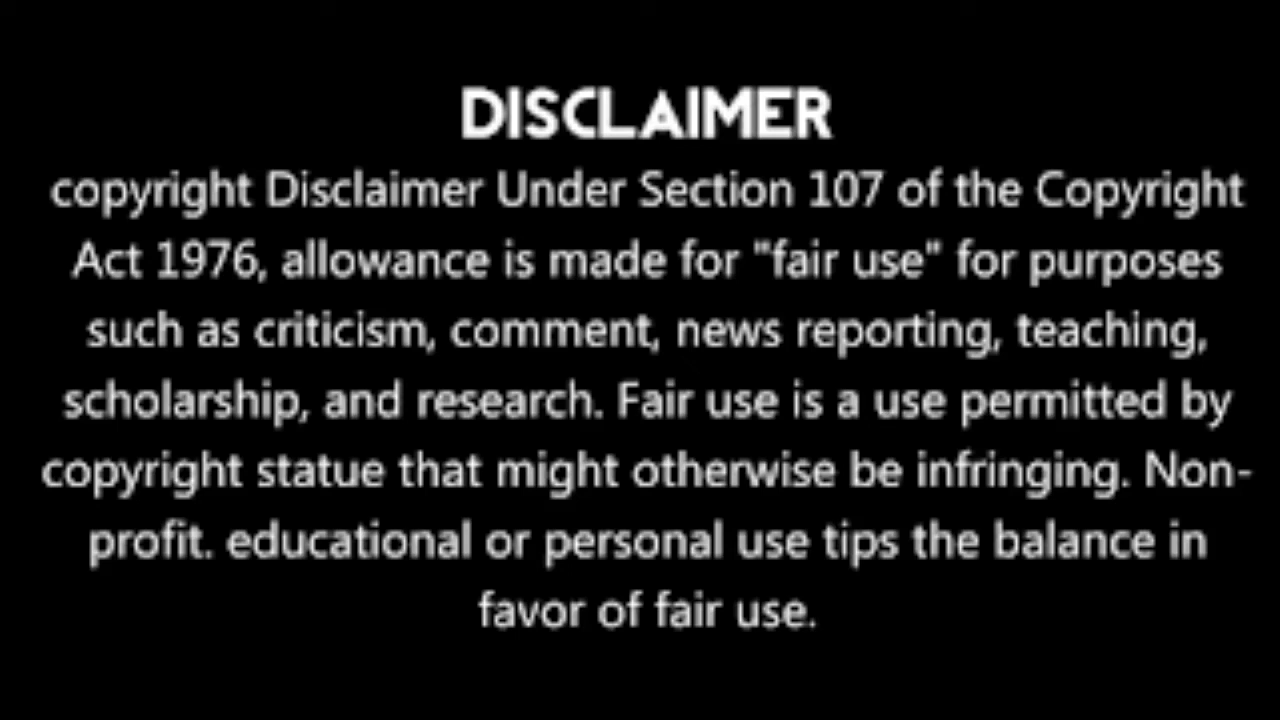 DISCLAIMER
copyright Disclaimer Under Section 107 of the Copyright
Act 1976, allowance is made for "fair use" for purposes
such as criticism, comment, news reporting, teaching,
scholarship, and research. Fair use is a use permitted by
copyright statue that might otherwise be infringing. Non-
profit. educational or personal use tips the balance in
favor of fair use.